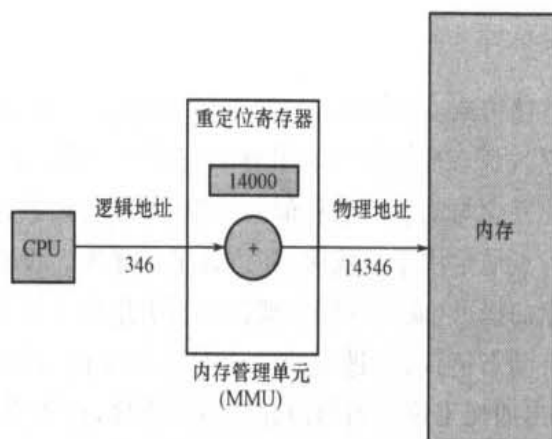 重定位寄存器
14000
逻辑地址
物理地址
CPU
+
内存
346
14346
内存管理单元
(MMU)